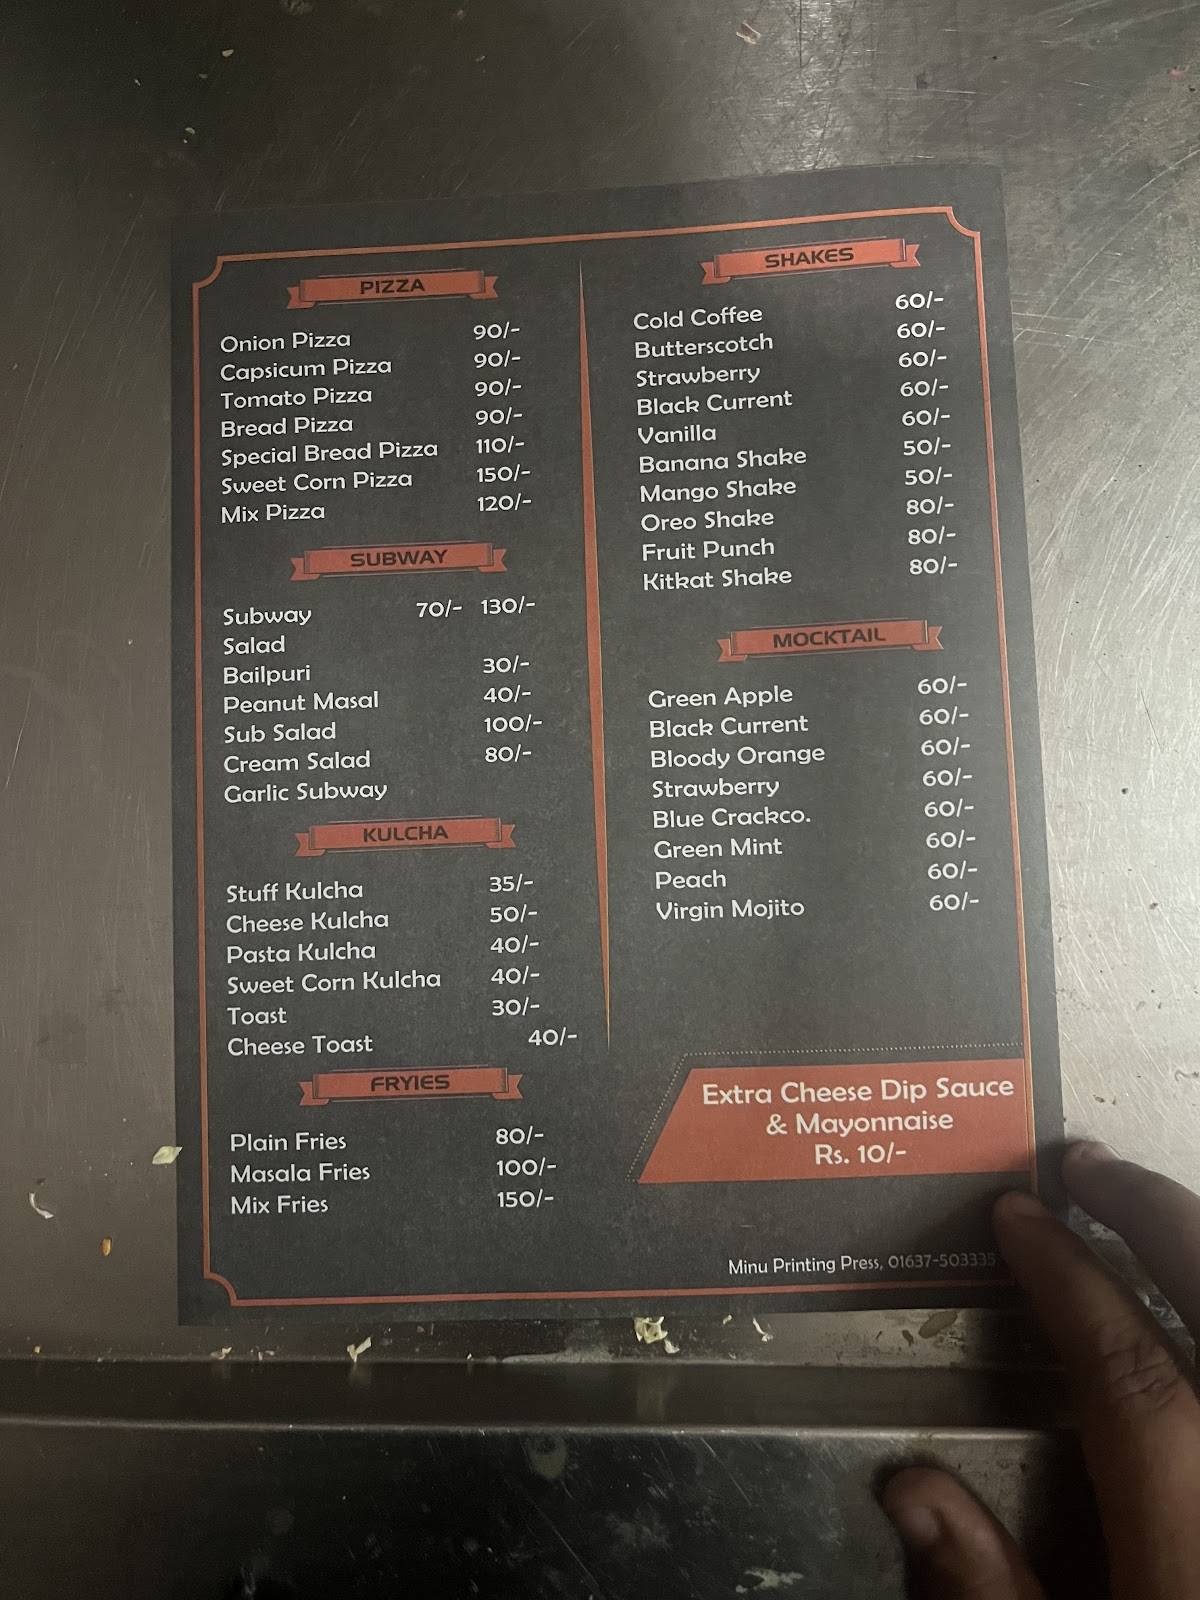 PIZZA
Onion Pizza 90/-
Capsicum Pizza 90/-
Tomato Pizza 90/-
Bread Pizza 90/-
Special Bread Pizza 110/-
Sweet Corn Pizza 150/-
Mix Pizza 120/-
SUBWAY
Subway 70/- 130/-
Salad
Bailpuri 30/-
Peanut Masal 40/-
Sub Salad 100/-
Cream Salad 80/-
Garlic Subway
KULCHA
Stuff Kulcha 35/-
Cheese Kulcha 50/-
Pasta Kulcha 40/-
Sweet Corn Kulcha 40/-
Toast 30/-
Cheese Toast 40/-
FRYIES
Plain Fries 80/-
Masala Fries 100/-
Mix Fries 150/-
SHAKES
Cold Coffee 60/-
Butterscotch 60/-
Strawberry 60/-
Black Current 60/-
Vanilla 60/-
Banana Shake 50/-
Mango Shake 50/-
Oreo Shake 80/-
Fruit Punch 80/-
Kitkat Shake 80/-
MOCKTAIL
Green Apple 60/-
Black Current 60/-
Bloody Orange 60/-
Strawberry 60/-
Blue Crackco. 60/-
Green Mint 60/-
Peach 60/-
Virgin Mojito 60/-
Extra Cheese Dip Sauce
& Mayonnaise
Rs. 10/-
Minu Printing Press, 01637-503335